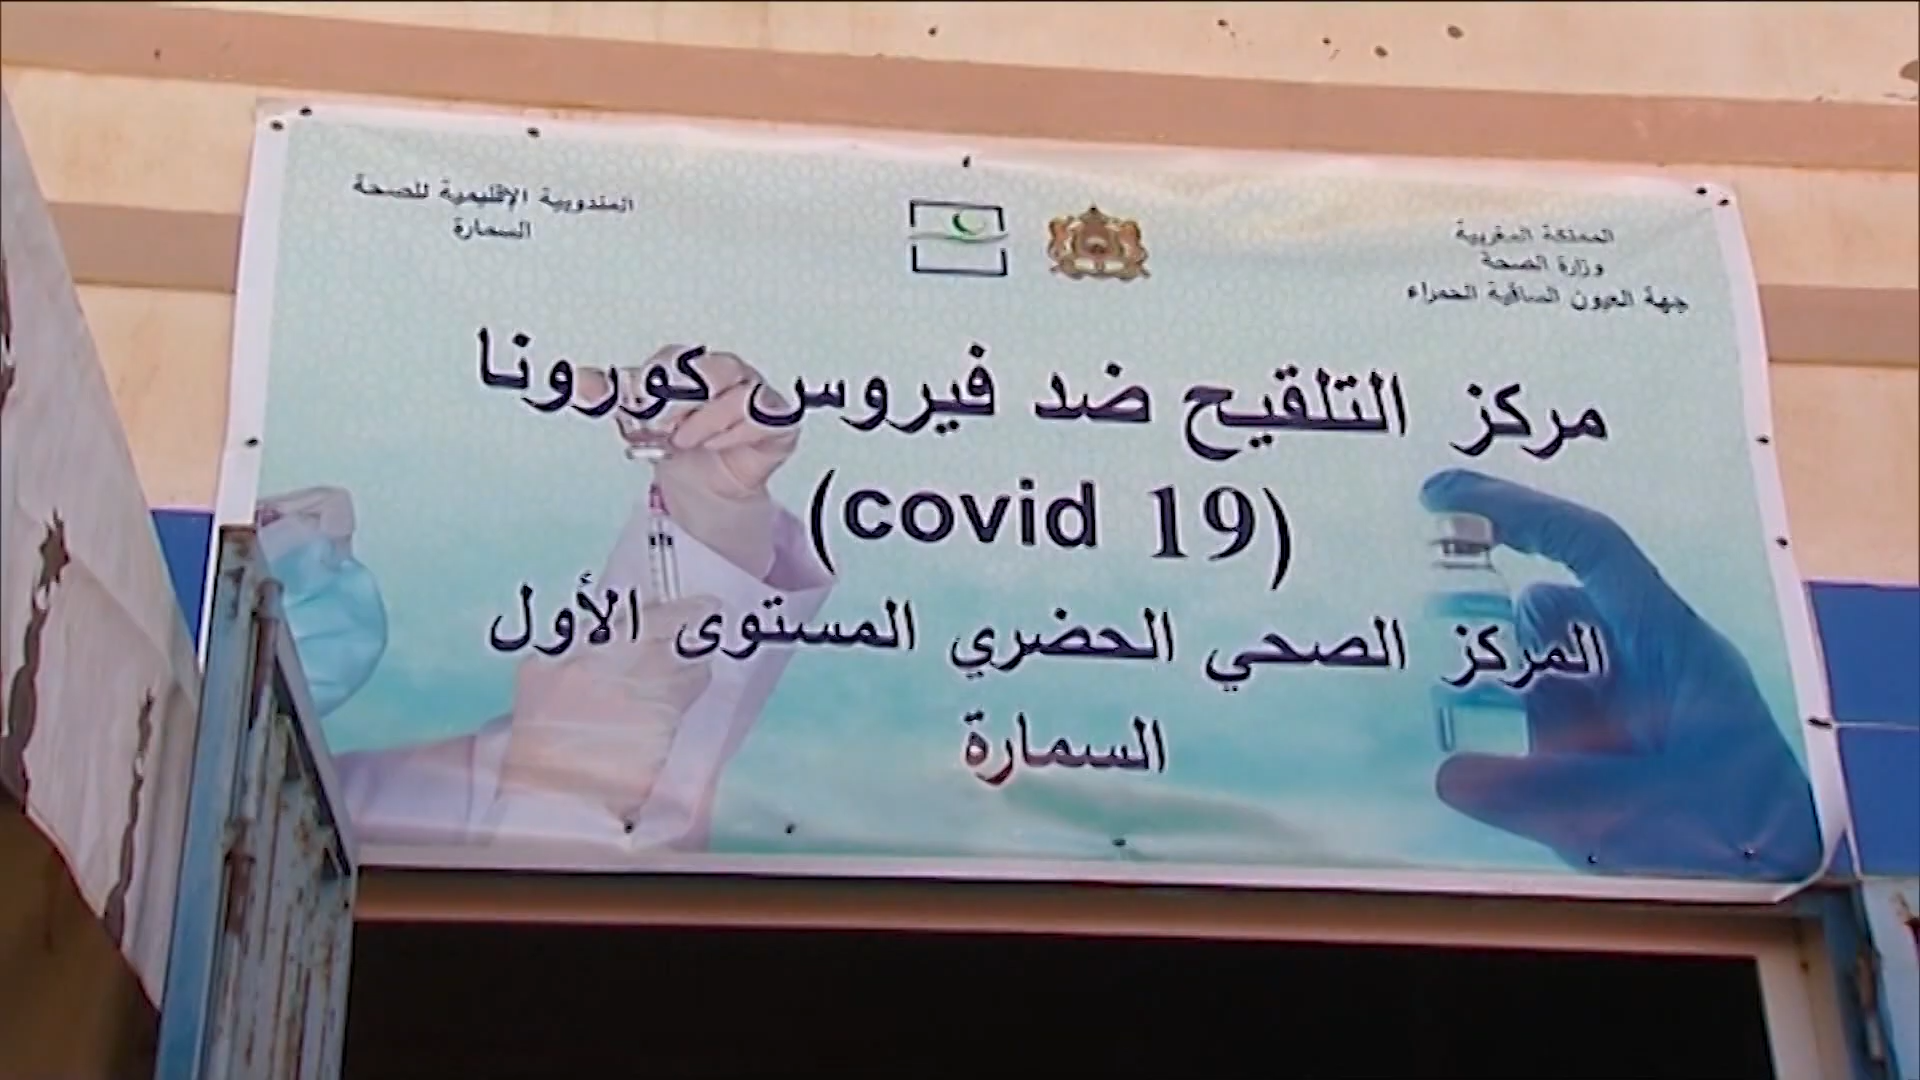 المملكة المغربية
وزارة الصحة
جهة العيون الساقية الحمراء
المندوبية الإقليمية للصحة
السمارة
مركز التلقيح ضد فيروس كورونا
(covid 19)
المركز الصحي الحضري المستوى الأول
السمارة